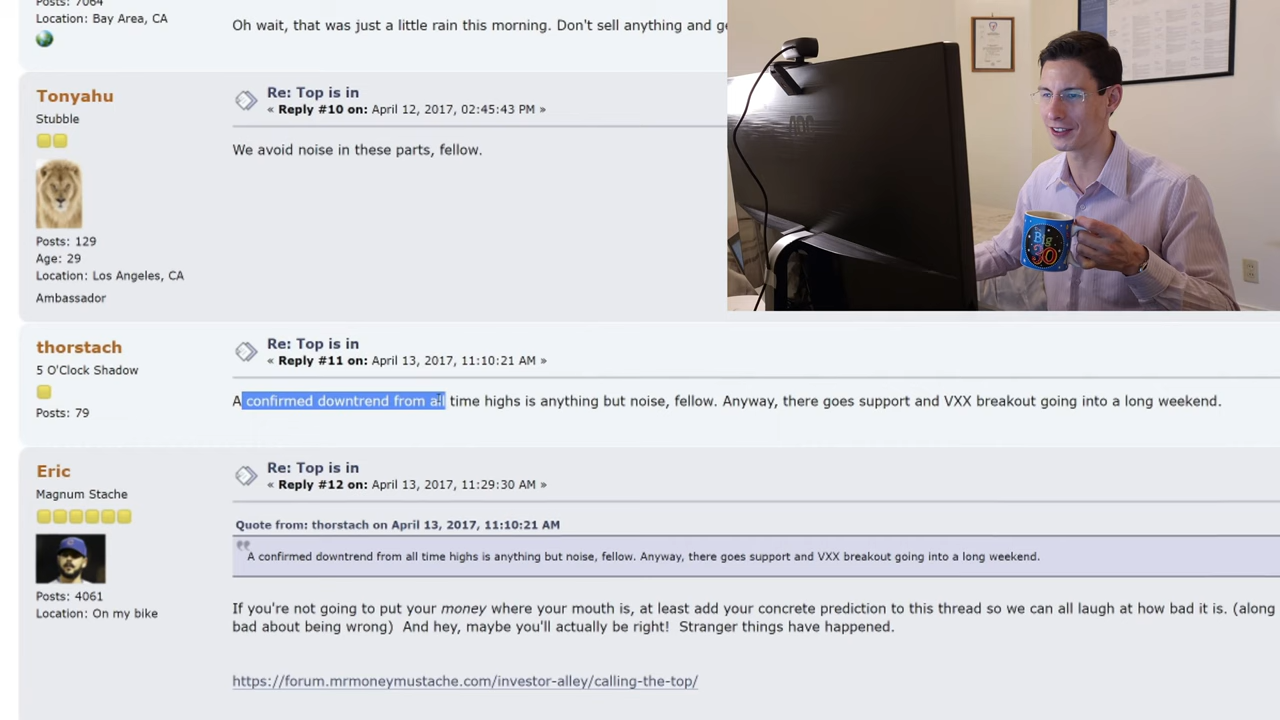 Posts: 7064
Location: Bay Area, CA
Oh wait, that was just a little rain this morning. Don't sell anything and
Tonyahu
Stubble
Re: Top is in
« Reply #10 on: April 12, 2017, 02:45:43 PM »
We avoid noise in these parts, fellow.
Posts: 129
Age: 29
Location: Los Angeles, CA
Ambassador
The Big 30
thorstach
5 O'Clock Shadow
Posts: 79
Re: Top is in
« Reply #11 on: April 13, 2017, 11:10:21 AM »
A confirmed downtrend from all time highs is anything but noise, fellow. Anyway, there goes support and VXX breakout going into a long weekend.
Eric
Magnum Stache
Posts: 4061
Location: On my bike
Re: Top is in
« Reply #12 on: April 13, 2017, 11:29:30 AM »
Quote from: thorstach on April 13, 2017, 11:10:21 AM
A confirmed downtrend from all time highs is anything but noise, fellow. Anyway, there goes support and VXX breakout going into a long weekend.
If you're not going to put your money where your mouth is, at least add your concrete prediction to this thread so we can all laugh at how bad it is. (along
bad about being wrong) And hey, maybe you'll actually be right! Stranger things have happened.
https://forum.mrmoneymustache.com/investor-alley/calling-the-top/